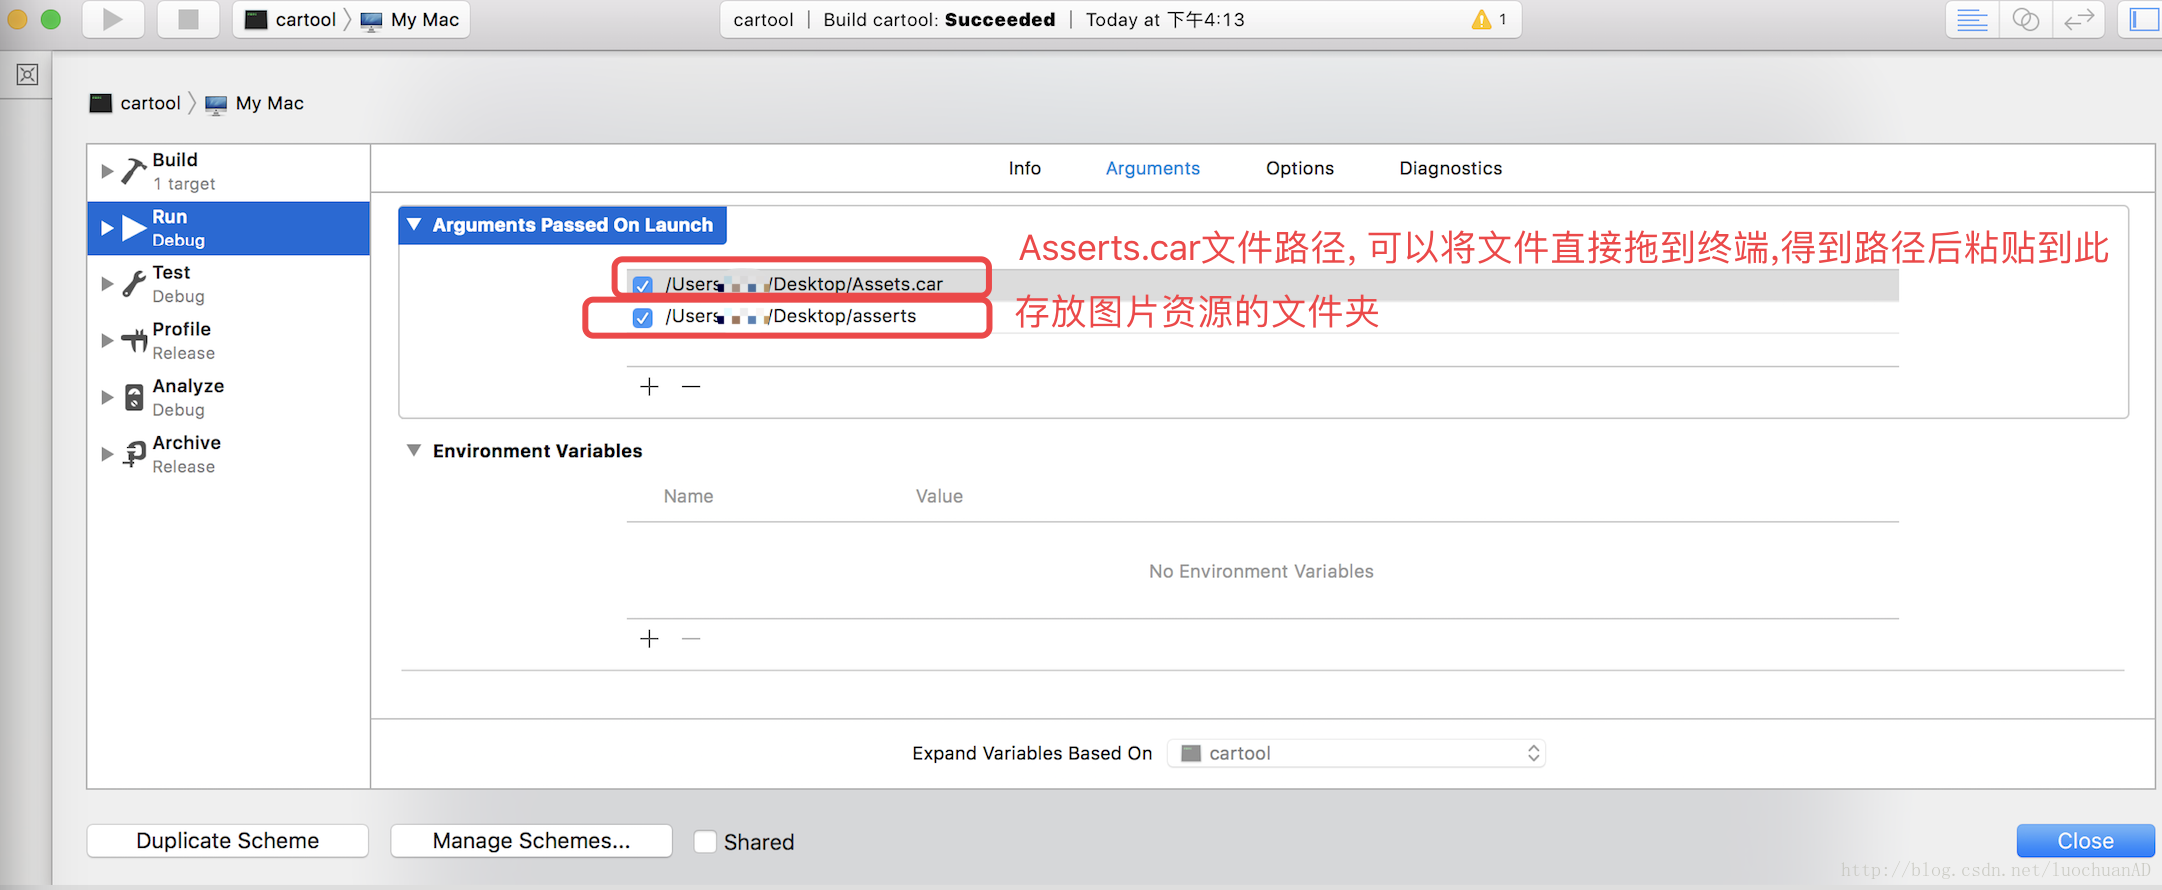 cartool 〉 My Mac
cartool | Build cartool: Succeeded | Today at 下午4:13
1
cartool 〉 My Mac
Build
1 target
Run
Debug
Test
Debug
Profile
Release
Analyze
Debug
Archive
Release
Info Arguments Options Diagnostics
Arguments Passed On Launch
Asserts.car文件路径, 可以将文件直接拖到终端,得到路径后粘贴到此
/Users /Desktop/Assets.car
存放图片资源的文件夹
/Users /Desktop/asserts
Environment Variables
Name Value
No Environment Variables
Expand Variables Based On cartool
Duplicate Scheme Manage Schemes... Shared Close
http://blog.csdn.net/luochuanAD